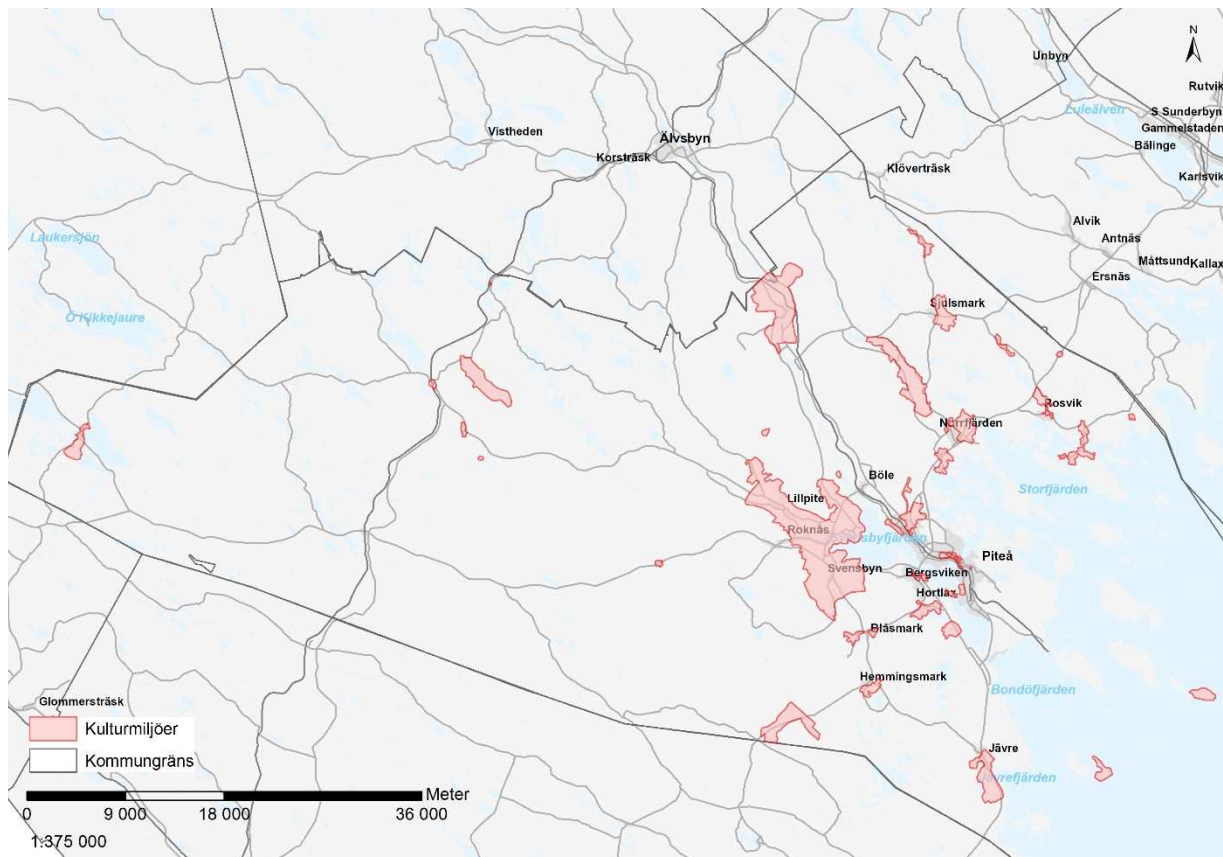 N
Unbyn
Rutvik
Luleälven
S Sunderbyn
Gammelstaden
Bälinge
Karlsvik
Vistheden
Älvsbyn
Korsträsk
Klöverträsk
Alvik
Antnäs
Måttsund
Kallax
Ersnäs
Laukersjön
Ö Kikkejaure
Sjulsmark
Rosvik
Norrfjärden
Böle
Storfjärden
Lillpite
Roknäs
Svensbyfjärden
Piteå
Svensbyn
Bergsviken
Hortlax
Blåsmark
Hemmingsmark
Bondöfjärden
Glommersträsk
Kulturmiljöer
Kommungräns
Jävre
Jävrefjärden
Meter
0 9 000 18 000 36 000
1:375 000